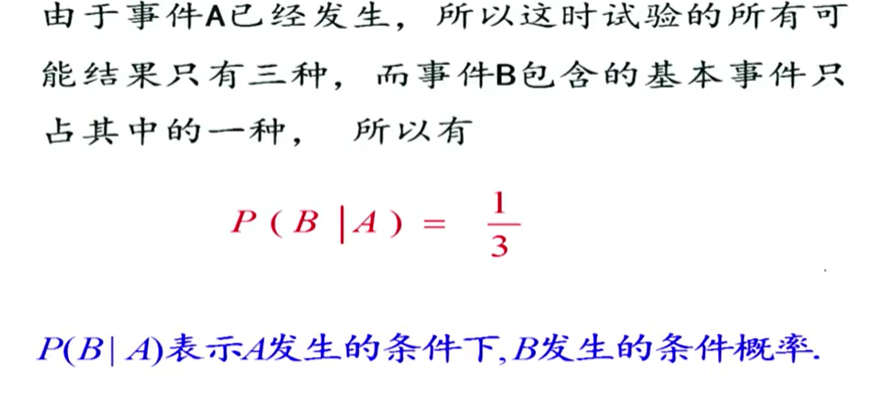 由于事件A已经发生，所以这时试验的所有可
能结果只有三种，而事件B包含的基本事件只
占其中的一种， 所以有
P ( B | A ) = 1/3
P(B| A)表示A发生的条件下,B发生的条件概率.